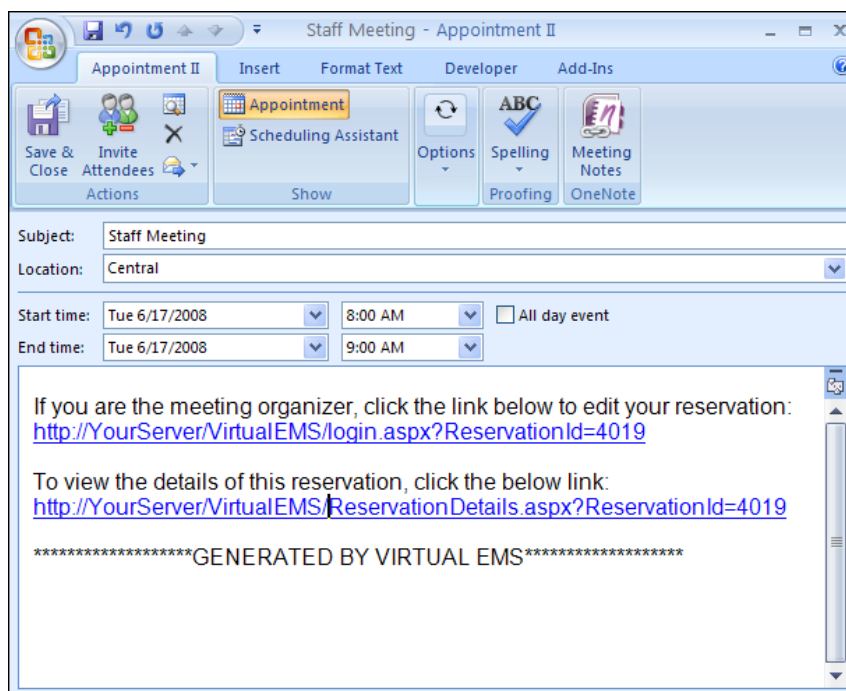 Staff Meeting - Appointment II
Appointment II Insert Format Text Developer Add-Ins
Appointment
Scheduling Assistant
Save & Close
Invite Attendees
Options
ABC
Spelling
Meeting Notes
Actions Show Proofing OneNote
Subject: Staff Meeting
Location: Central
Start time: Tue 6/17/2008 8:00 AM All day event
End time: Tue 6/17/2008 9:00 AM
If you are the meeting organizer, click the link below to edit your reservation:
http://YourServer/VirtualEMS/login.aspx?ReservationId=4019
To view the details of this reservation, click the below link:
http://YourServer/VirtualEMS/ReservationDetails.aspx?ReservationId=4019
*******************GENERATED BY VIRTUAL EMS*******************